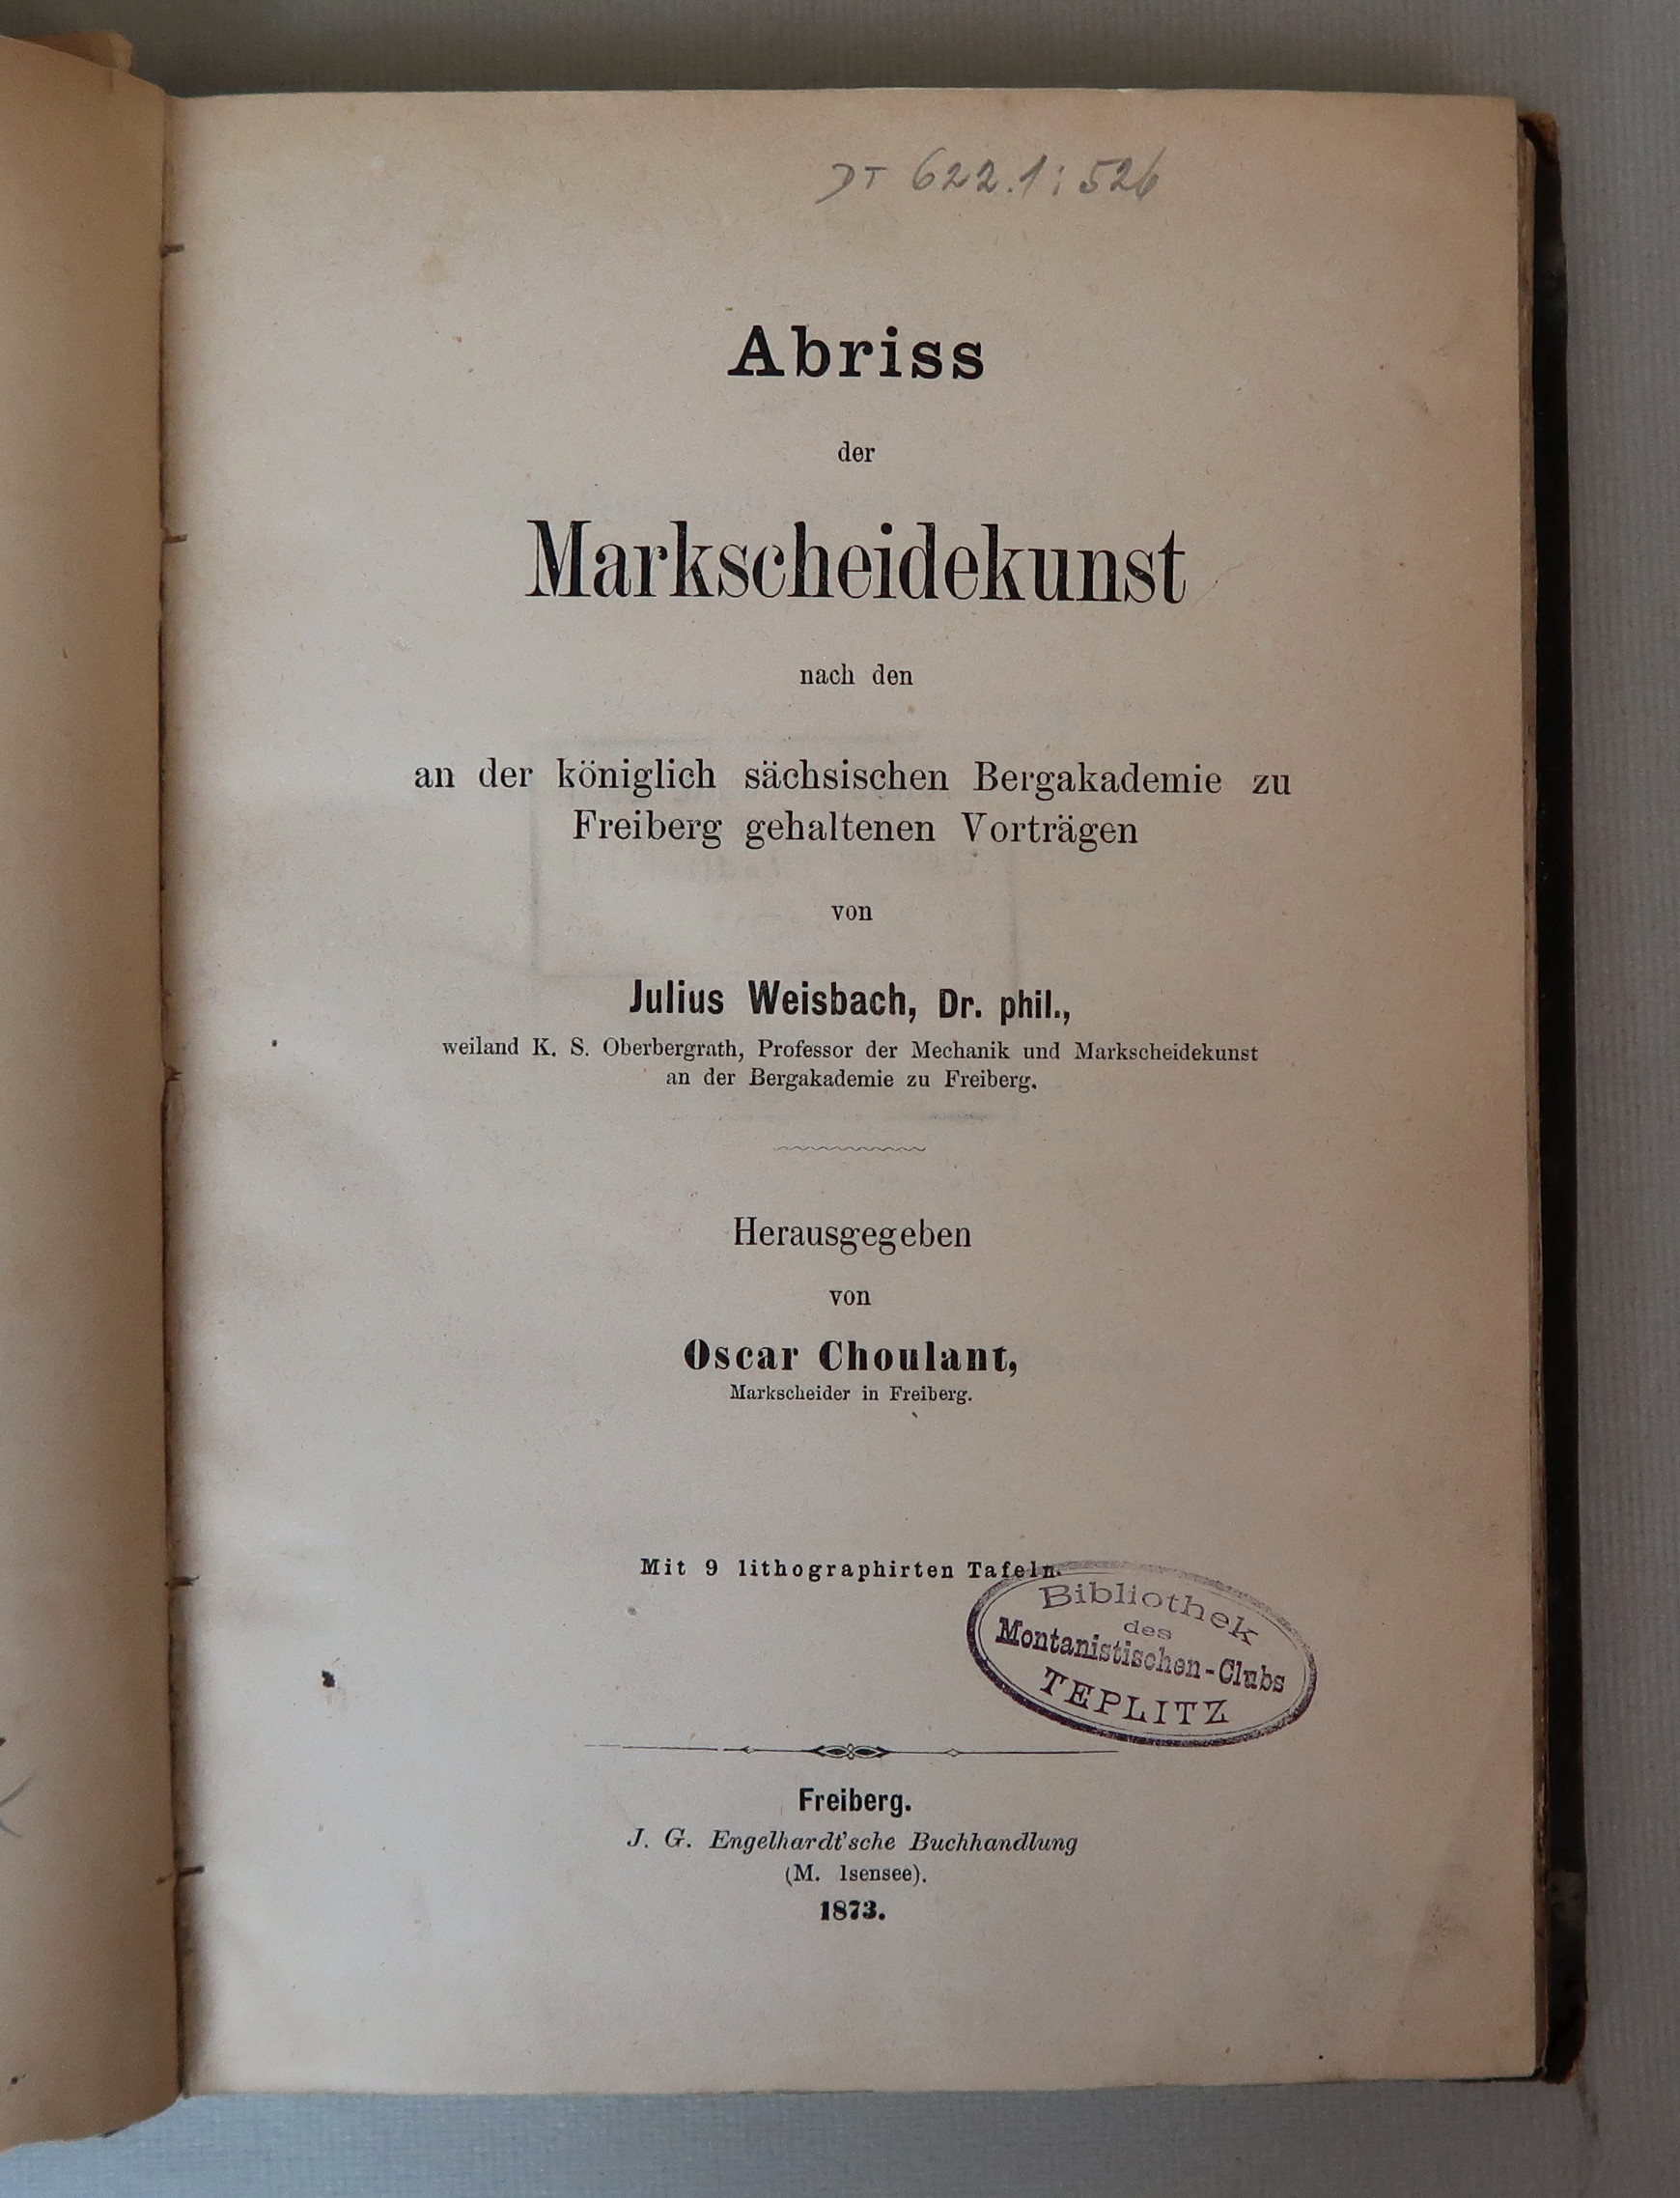 DT 622.1:526
Abriss
der
Markscheidekunst
nach den
an der königlich sächsischen Bergakademie zu
Freiberg gehaltenen Vorträgen
von
Julius Weisbach, Dr. phil.,
weiland K. S. Oberbergrath, Professor der Mechanik und Markscheidekunst
an der Bergakademie zu Freiberg.
Herausgegeben
von
Oscar Choulant,
Markscheider in Freiberg.
Mit 9 lithographirten Tafeln.
Bibliothek
des
Montanistischen-Clubs
TEPLITZ
Freiberg.
J. G. Engelhardt'sche Buchhandlung
(M. Isensee).
1873.